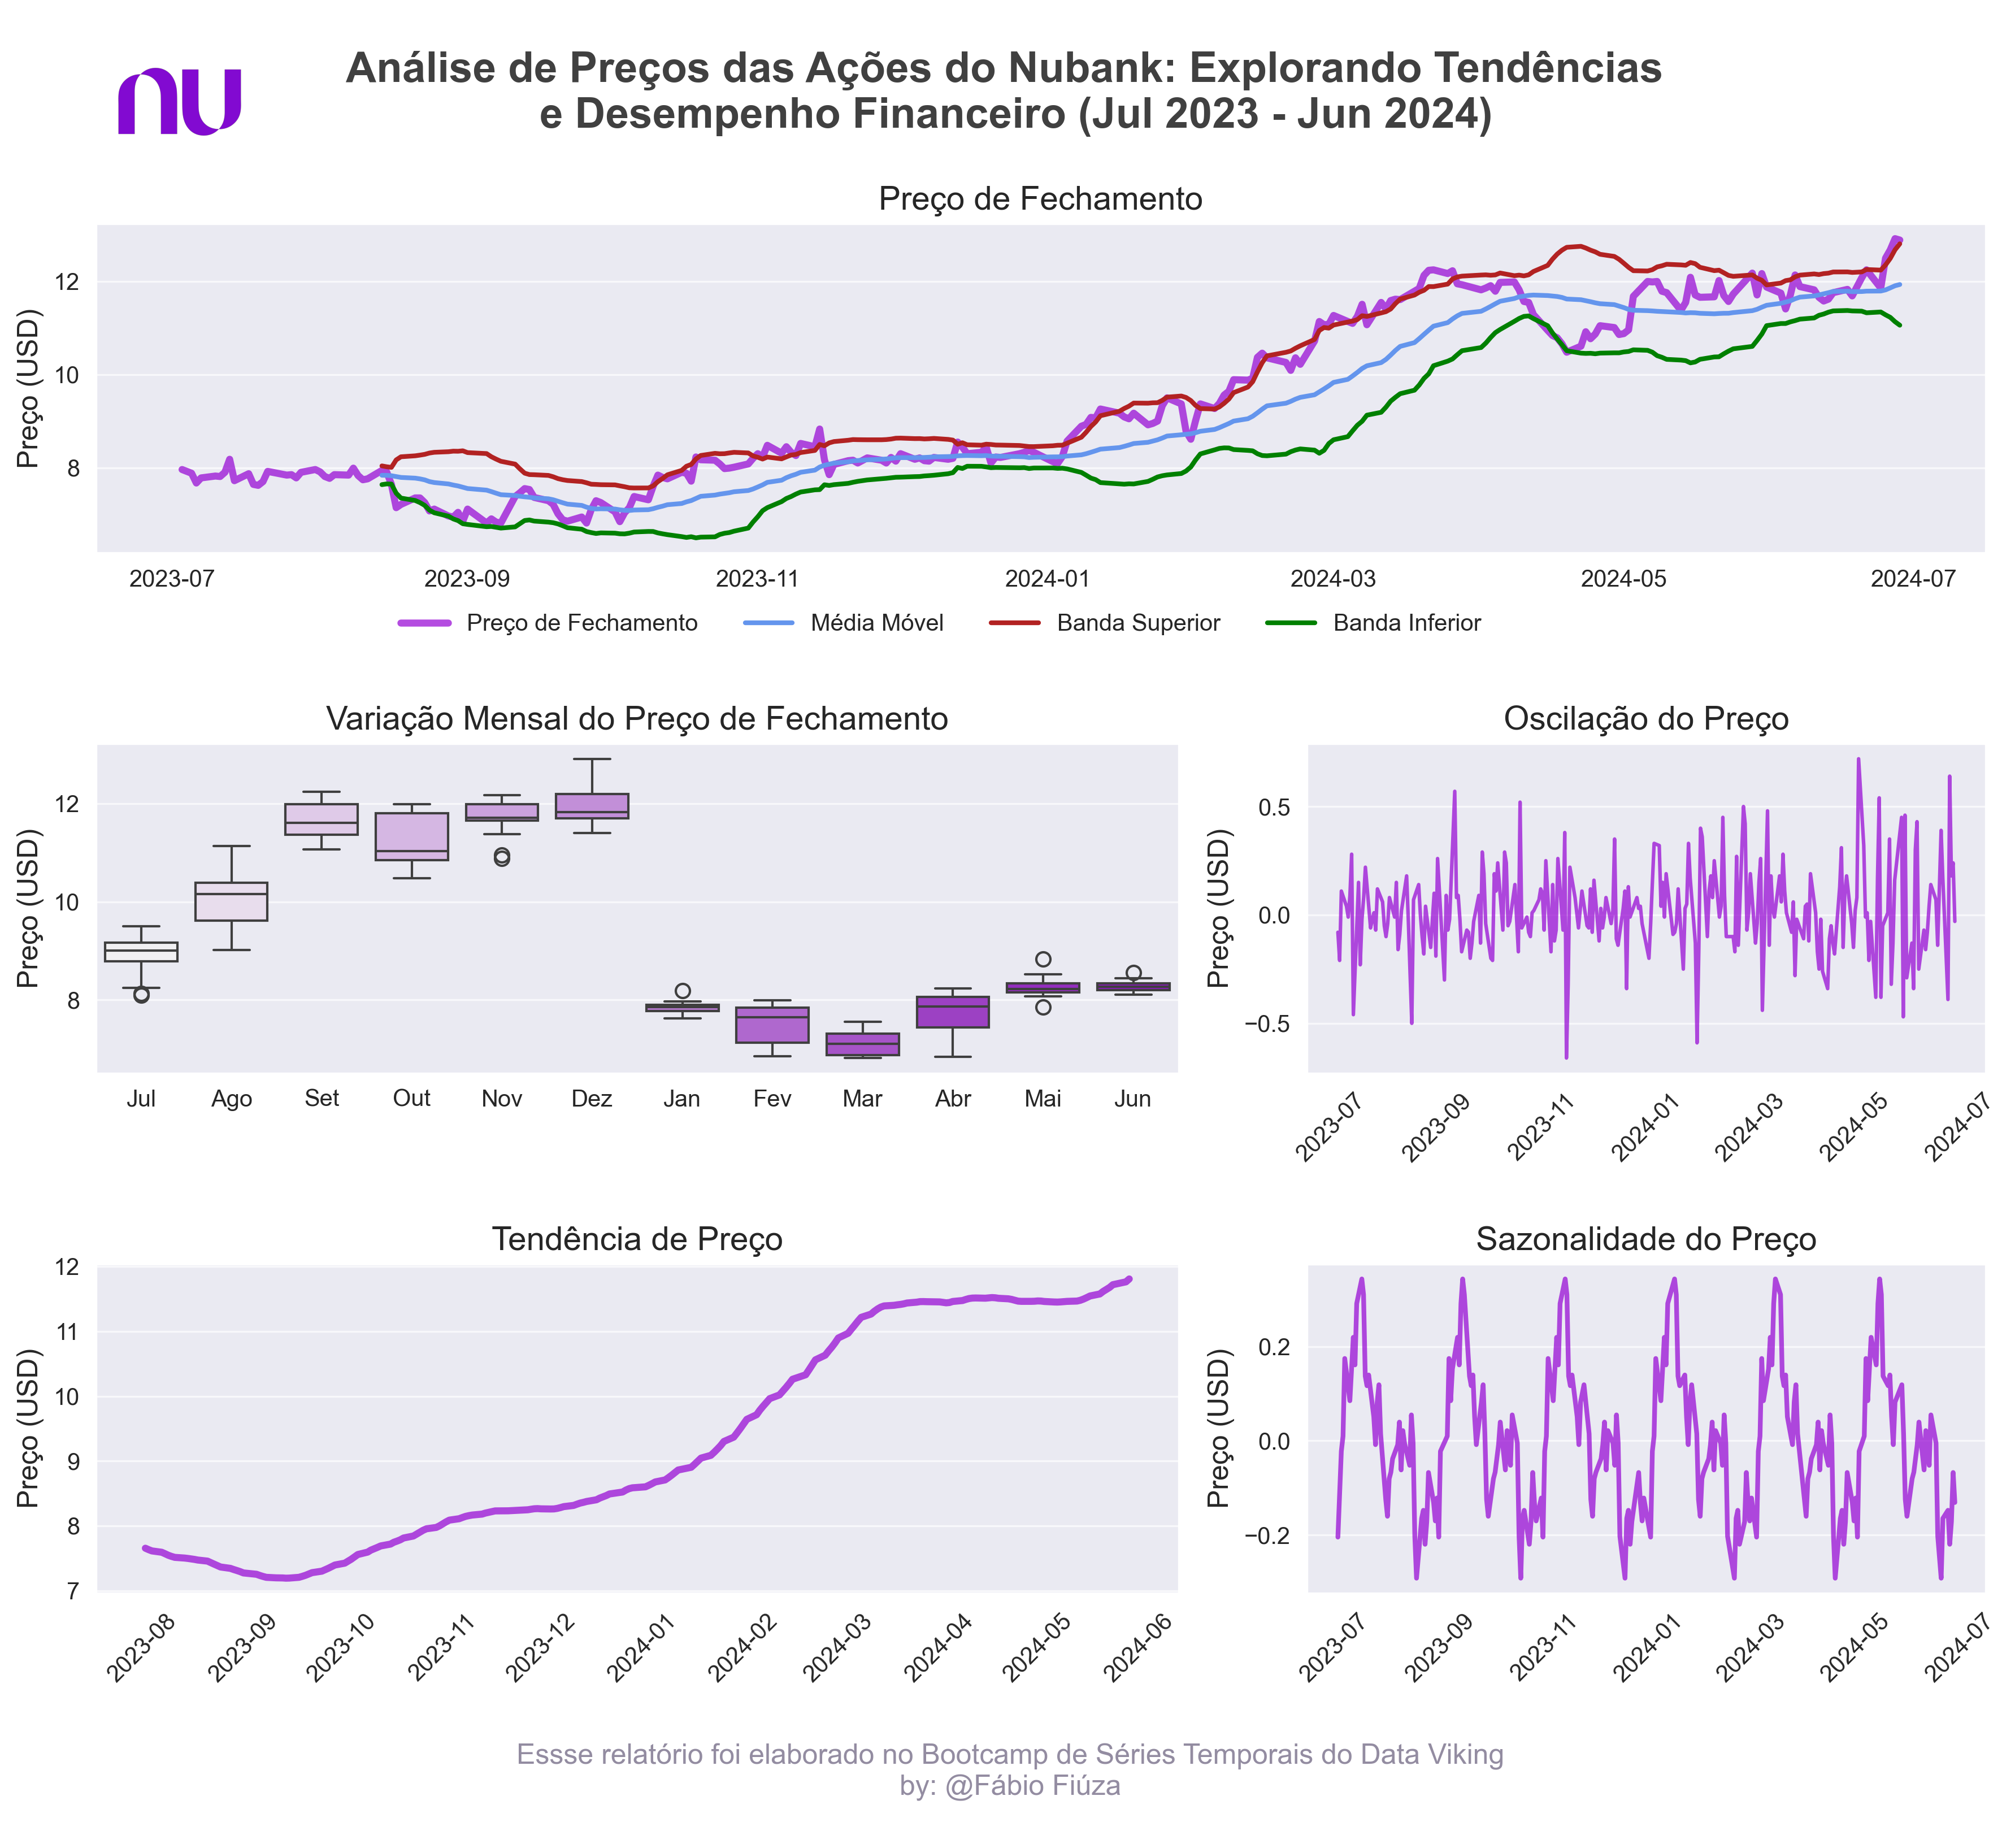 nu
Análise de Preços das Ações do Nubank: Explorando Tendências
e Desempenho Financeiro (Jul 2023 - Jun 2024)
Preço de Fechamento
Preço (USD)
12
10
8
2023-07 2023-09 2023-11 2024-01 2024-03 2024-05 2024-07
Preço de Fechamento Média Móvel Banda Superior Banda Inferior
Variação Mensal do Preço de Fechamento
Preço (USD)
12
10
8
Jul Ago Set Out Nov Dez Jan Fev Mar Abr Mai Jun
Oscilação do Preço
Preço (USD)
0.5
0.0
−0.5
2023-07 2023-09 2023-11 2024-01 2024-03 2024-05 2024-07
Tendência de Preço
Preço (USD)
12
11
10
9
8
7
2023-08 2023-09 2023-10 2023-11 2023-12 2024-01 2024-02 2024-03 2024-04 2024-05 2024-06
Sazonalidade do Preço
Preço (USD)
0.2
0.0
−0.2
2023-07 2023-09 2023-11 2024-01 2024-03 2024-05 2024-07
Essse relatório foi elaborado no Bootcamp de Séries Temporais do Data Viking
by: @Fábio Fiúza